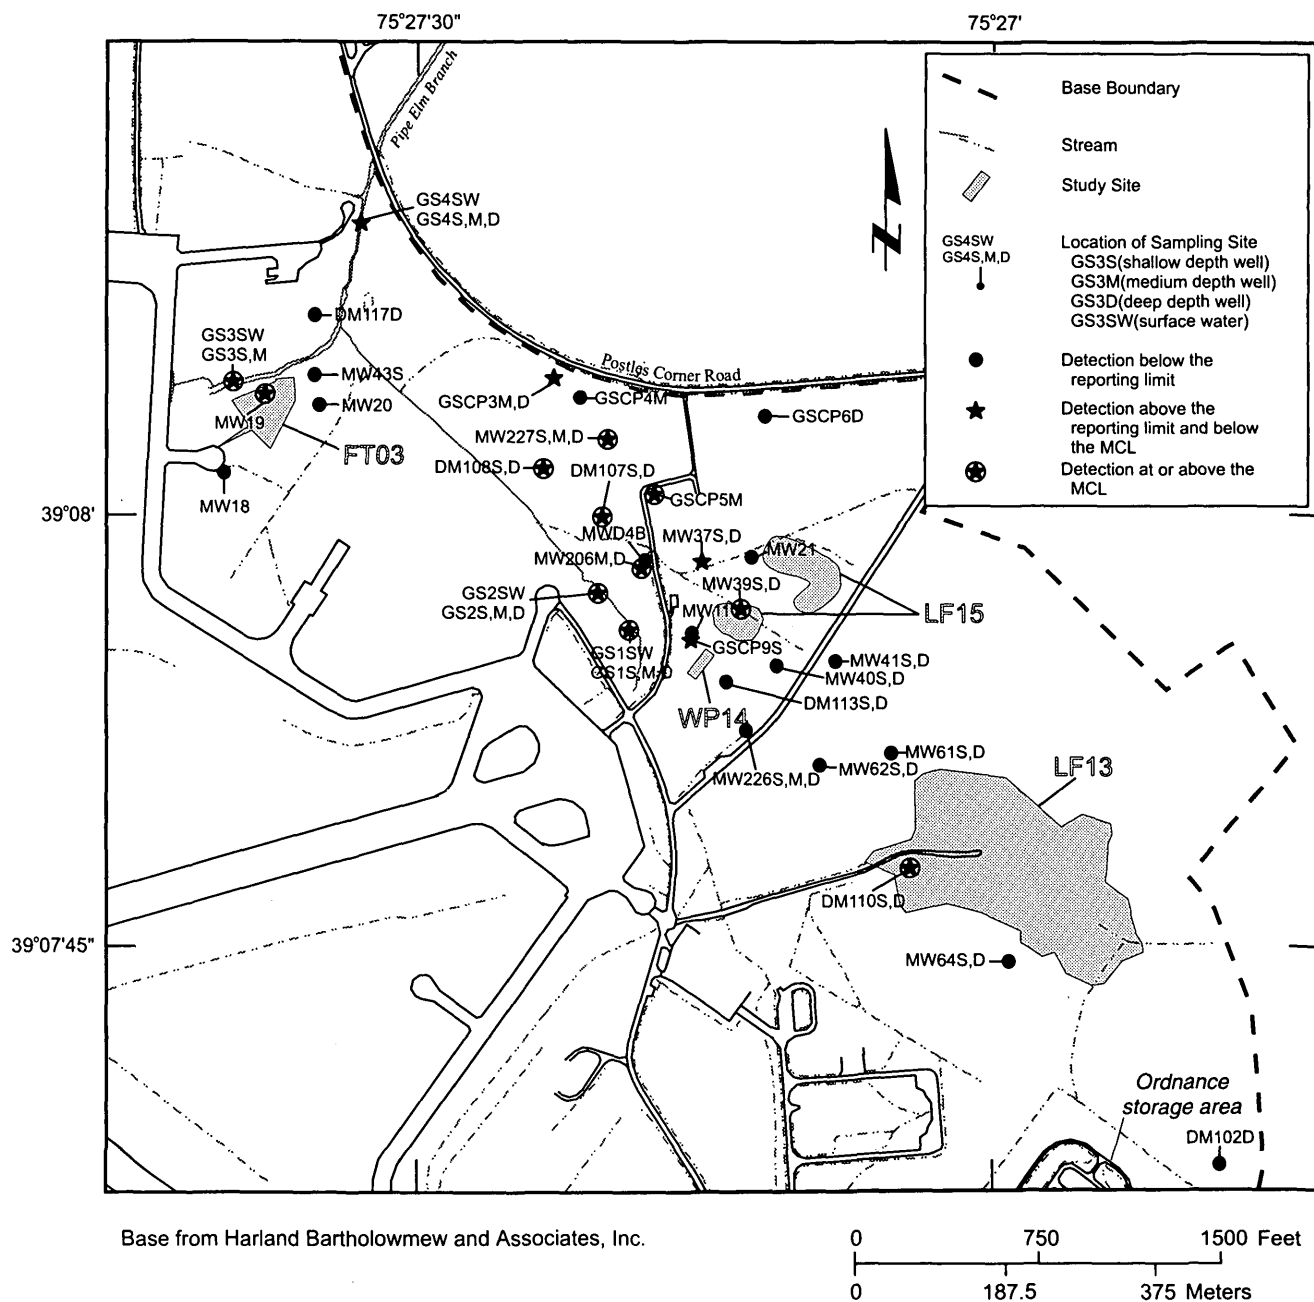 75°27'30"
75°27'
Pipe Elm Branch
Base Boundary
Stream
Study Site
GS4SW
GS4S,M,D
Location of Sampling Site
GS3S(shallow depth well)
GS3M(medium depth well)
GS3D(deep depth well)
GS3SW(surface water)
Detection below the
reporting limit
Detection above the
reporting limit and below
the MCL
Detection at or above the
MCL
GS4SW
GS4S,M,D
N
DM117D
GS3SW
GS3S,M
MW43S
MW20
MW19
FT03
MW18
Postles Corner Road
GSCP3M,D
GSCP4M
GSCP6D
MW227S,M,D
DM108S,D
DM107S,D
GSCP5M
39°08'
MWD4B
MW37S,D
MW206M,D
MW21
MW39S,D
GS2SW
GS2S,M,D
MW11
LF15
GSCP9S
GS1SW
GS1S,M,D
MW41S,D
MW40S,D
DM113S,D
WP14
MW61S,D
MW62S,D
MW226S,M,D
LF13
DM110S,D
39°07'45"
MW64S,D
Ordnance
storage area
DM102D
Base from Harland Bartholowmew and Associates, Inc.
0 750 1500 Feet
0 187.5 375 Meters